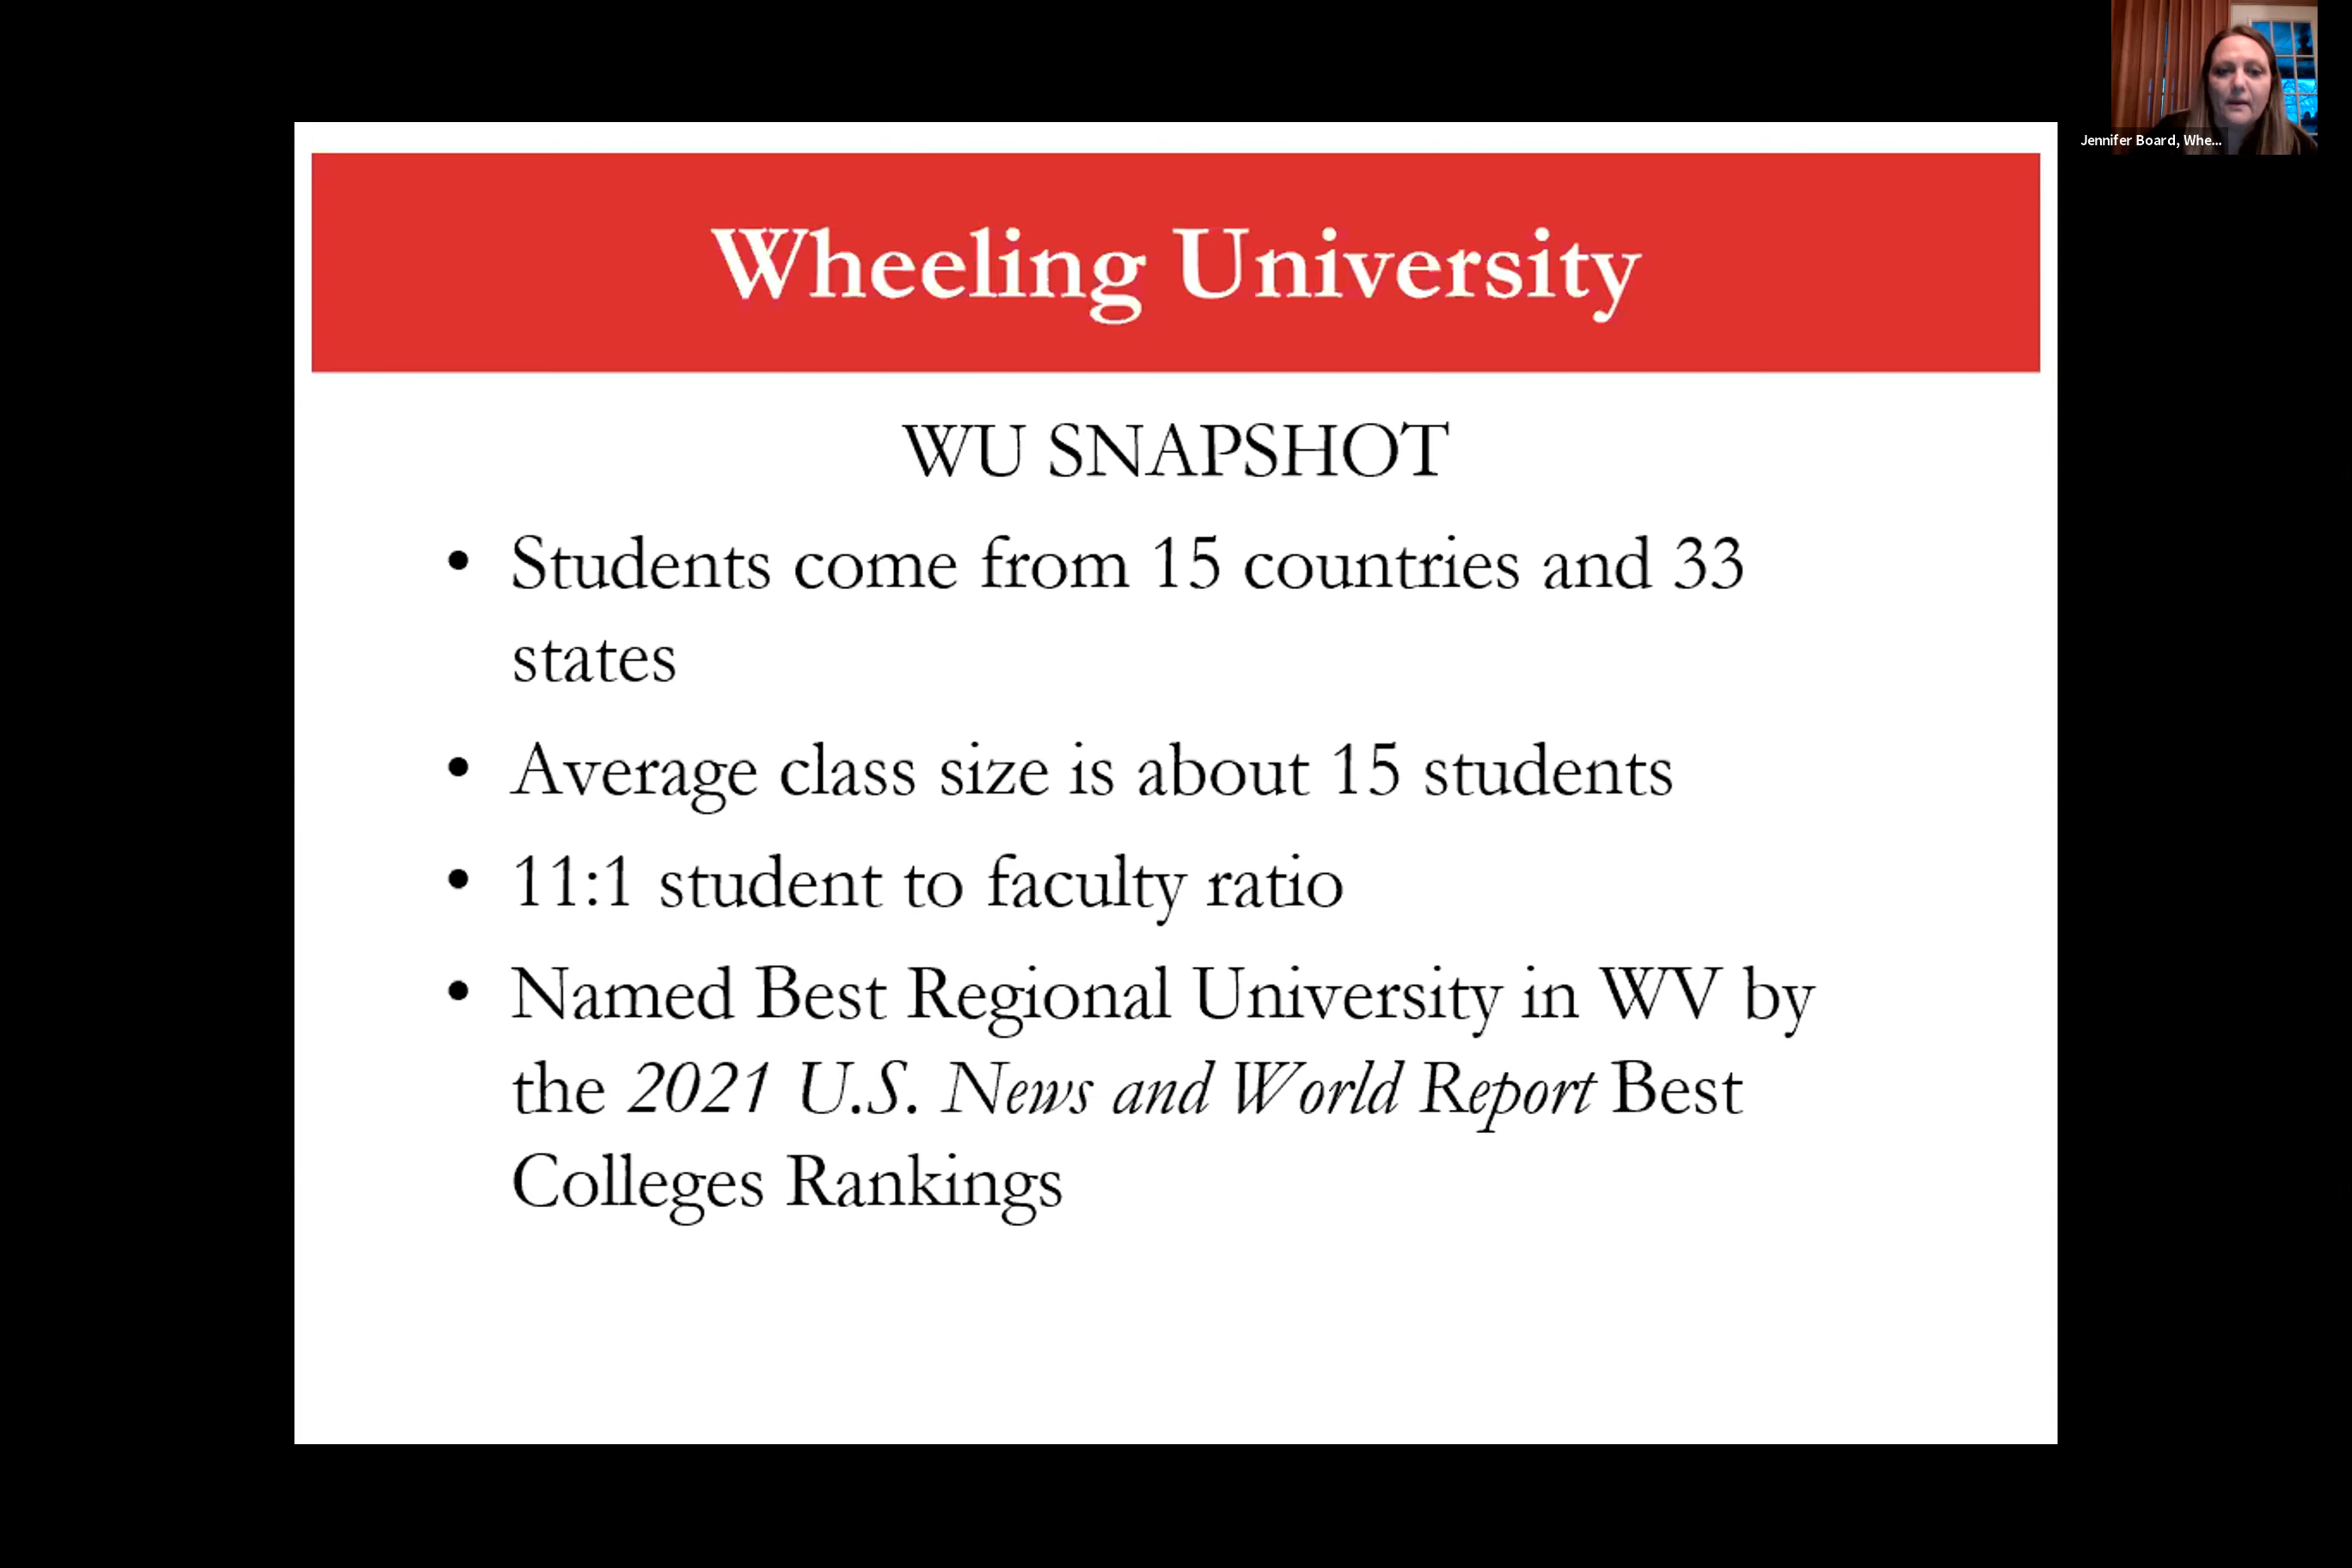 Jennifer Board, Whe...
Wheeling University
WU SNAPSHOT
• Students come from 15 countries and 33
states
• Average class size is about 15 students
• 11:1 student to faculty ratio
• Named Best Regional University in WV by
the 2021 U.S. News and World Report Best
Colleges Rankings